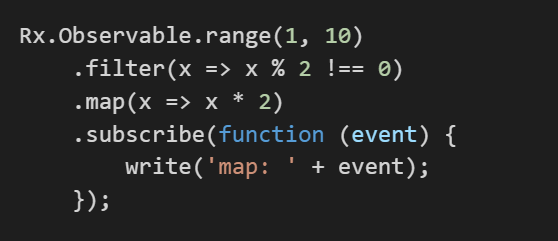 Rx.Observable.range(1, 10)
    .filter(x => x % 2 !== 0)
    .map(x => x * 2)
    .subscribe(function (event) {
        write('map: ' + event);
    });